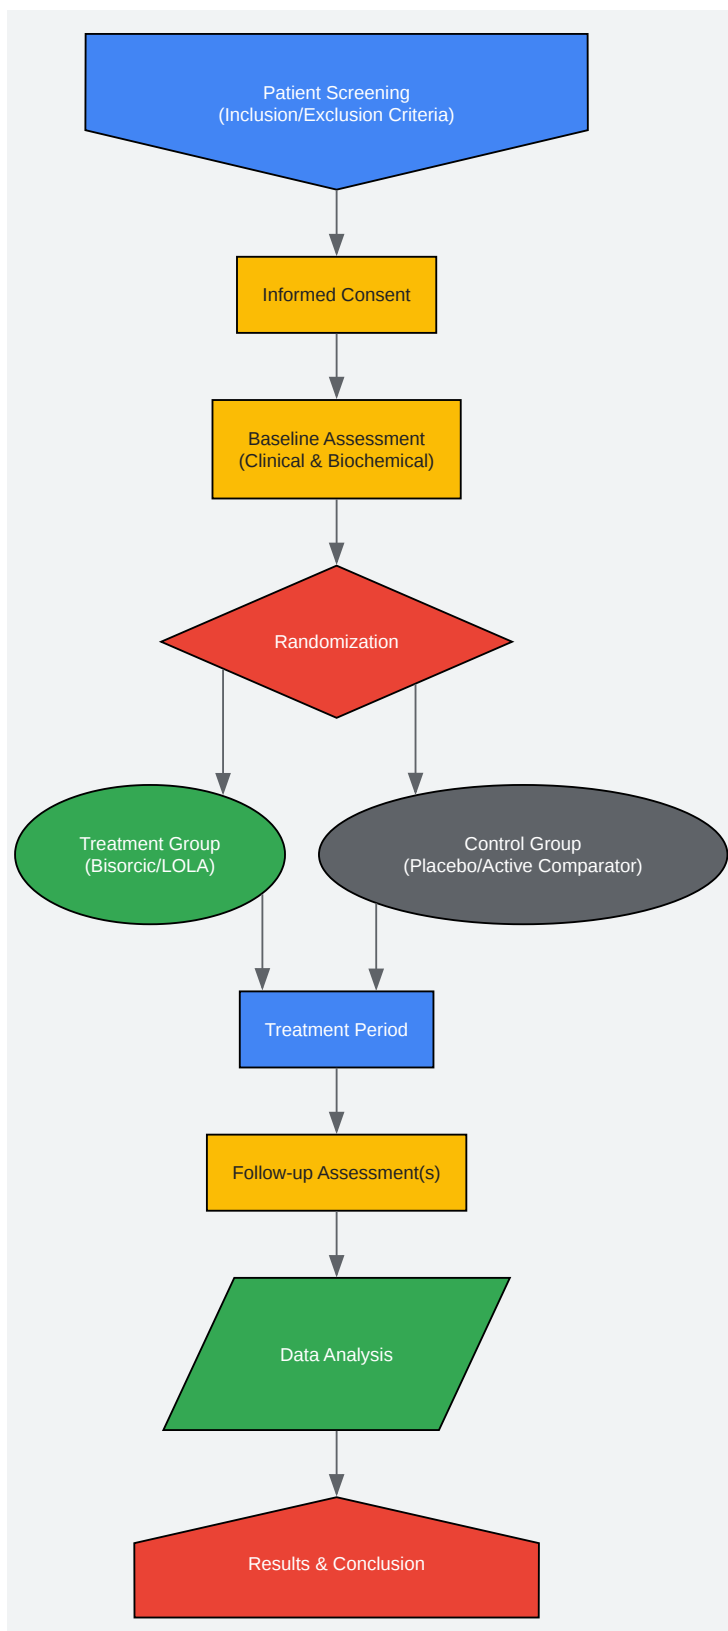 Patient Screening
(Inclusion/Exclusion Criteria)
Informed Consent
Baseline Assessment
(Clinical & Biochemical)
Randomization
Treatment Group
(Bisorcic/LOLA)
Control Group
(Placebo/Active Comparator)
Treatment Period
Follow-up Assessment(s)
Data Analysis
Results & Conclusion